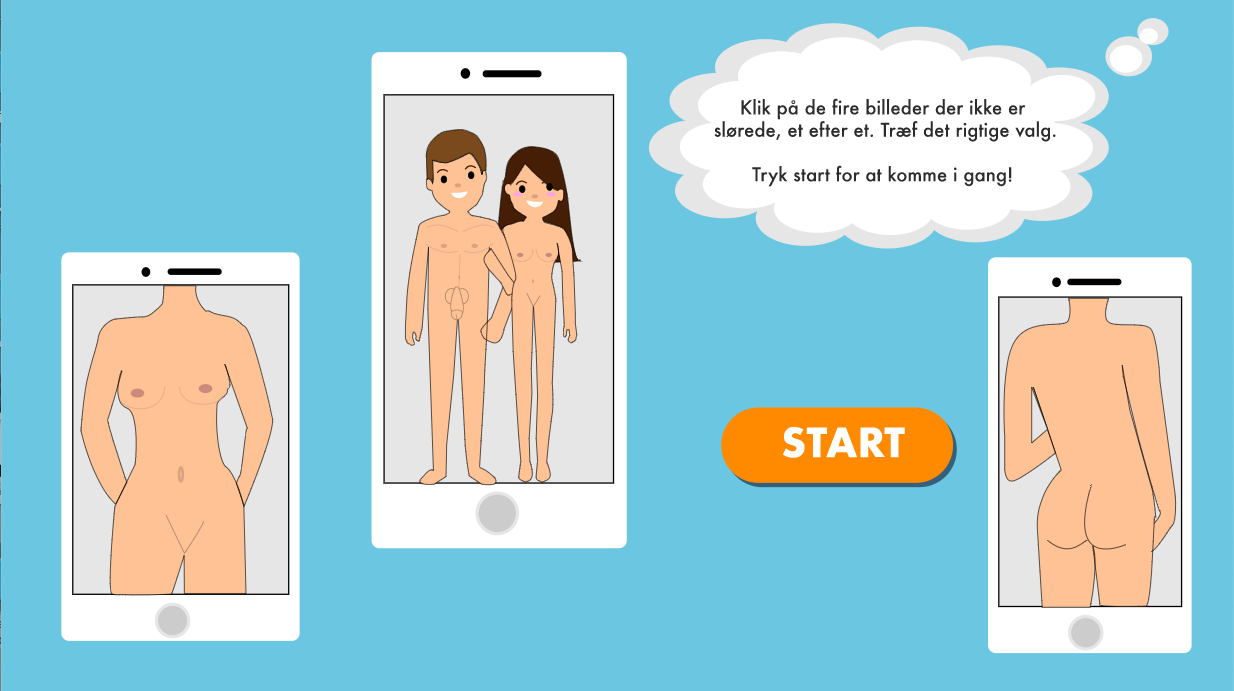 Klik på de fire billeder der ikke er
slørede, et efter et. Træf det rigtige valg.
Tryk start for at komme i gang!
START